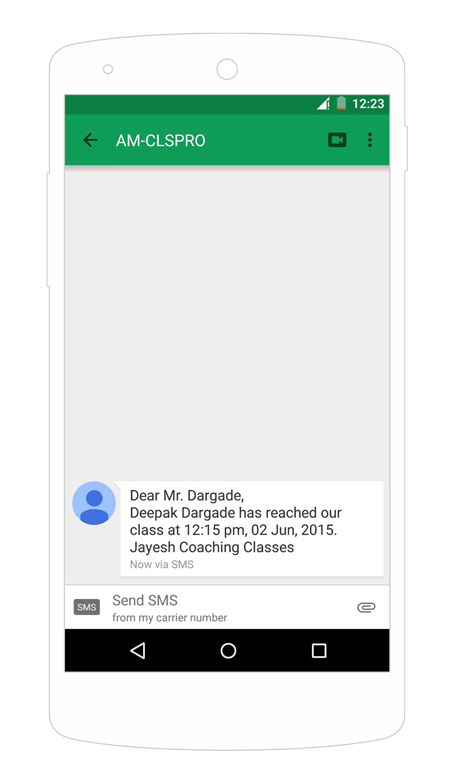 12:23
AM-CLSPRO
Dear Mr. Dargade,
Deepak Dargade has reached our
class at 12:15 pm, 02 Jun, 2015.
Jayesh Coaching Classes
Now via SMS
SMS
Send SMS
from my carrier number